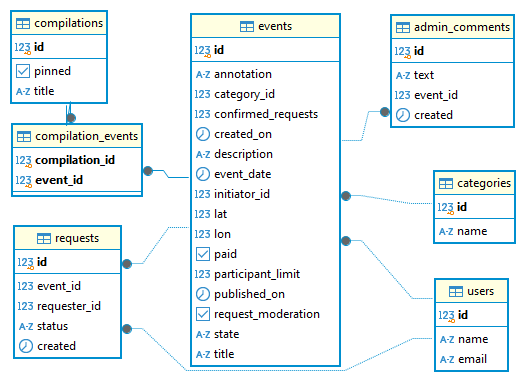 compilations
123 id
pinned
A-Z title
compilation_events
123 compilation_id
123 event_id
requests
123 id
123 event_id
123 requester_id
A-Z status
created
events
123 id
A-Z annotation
123 category_id
123 confirmed_requests
created_on
A-Z description
event_date
123 initiator_id
123 lat
123 lon
paid
123 participant_limit
published_on
request_moderation
A-Z state
A-Z title
admin_comments
123 id
A-Z text
123 event_id
created
categories
123 id
A-Z name
users
123 id
A-Z name
A-Z email